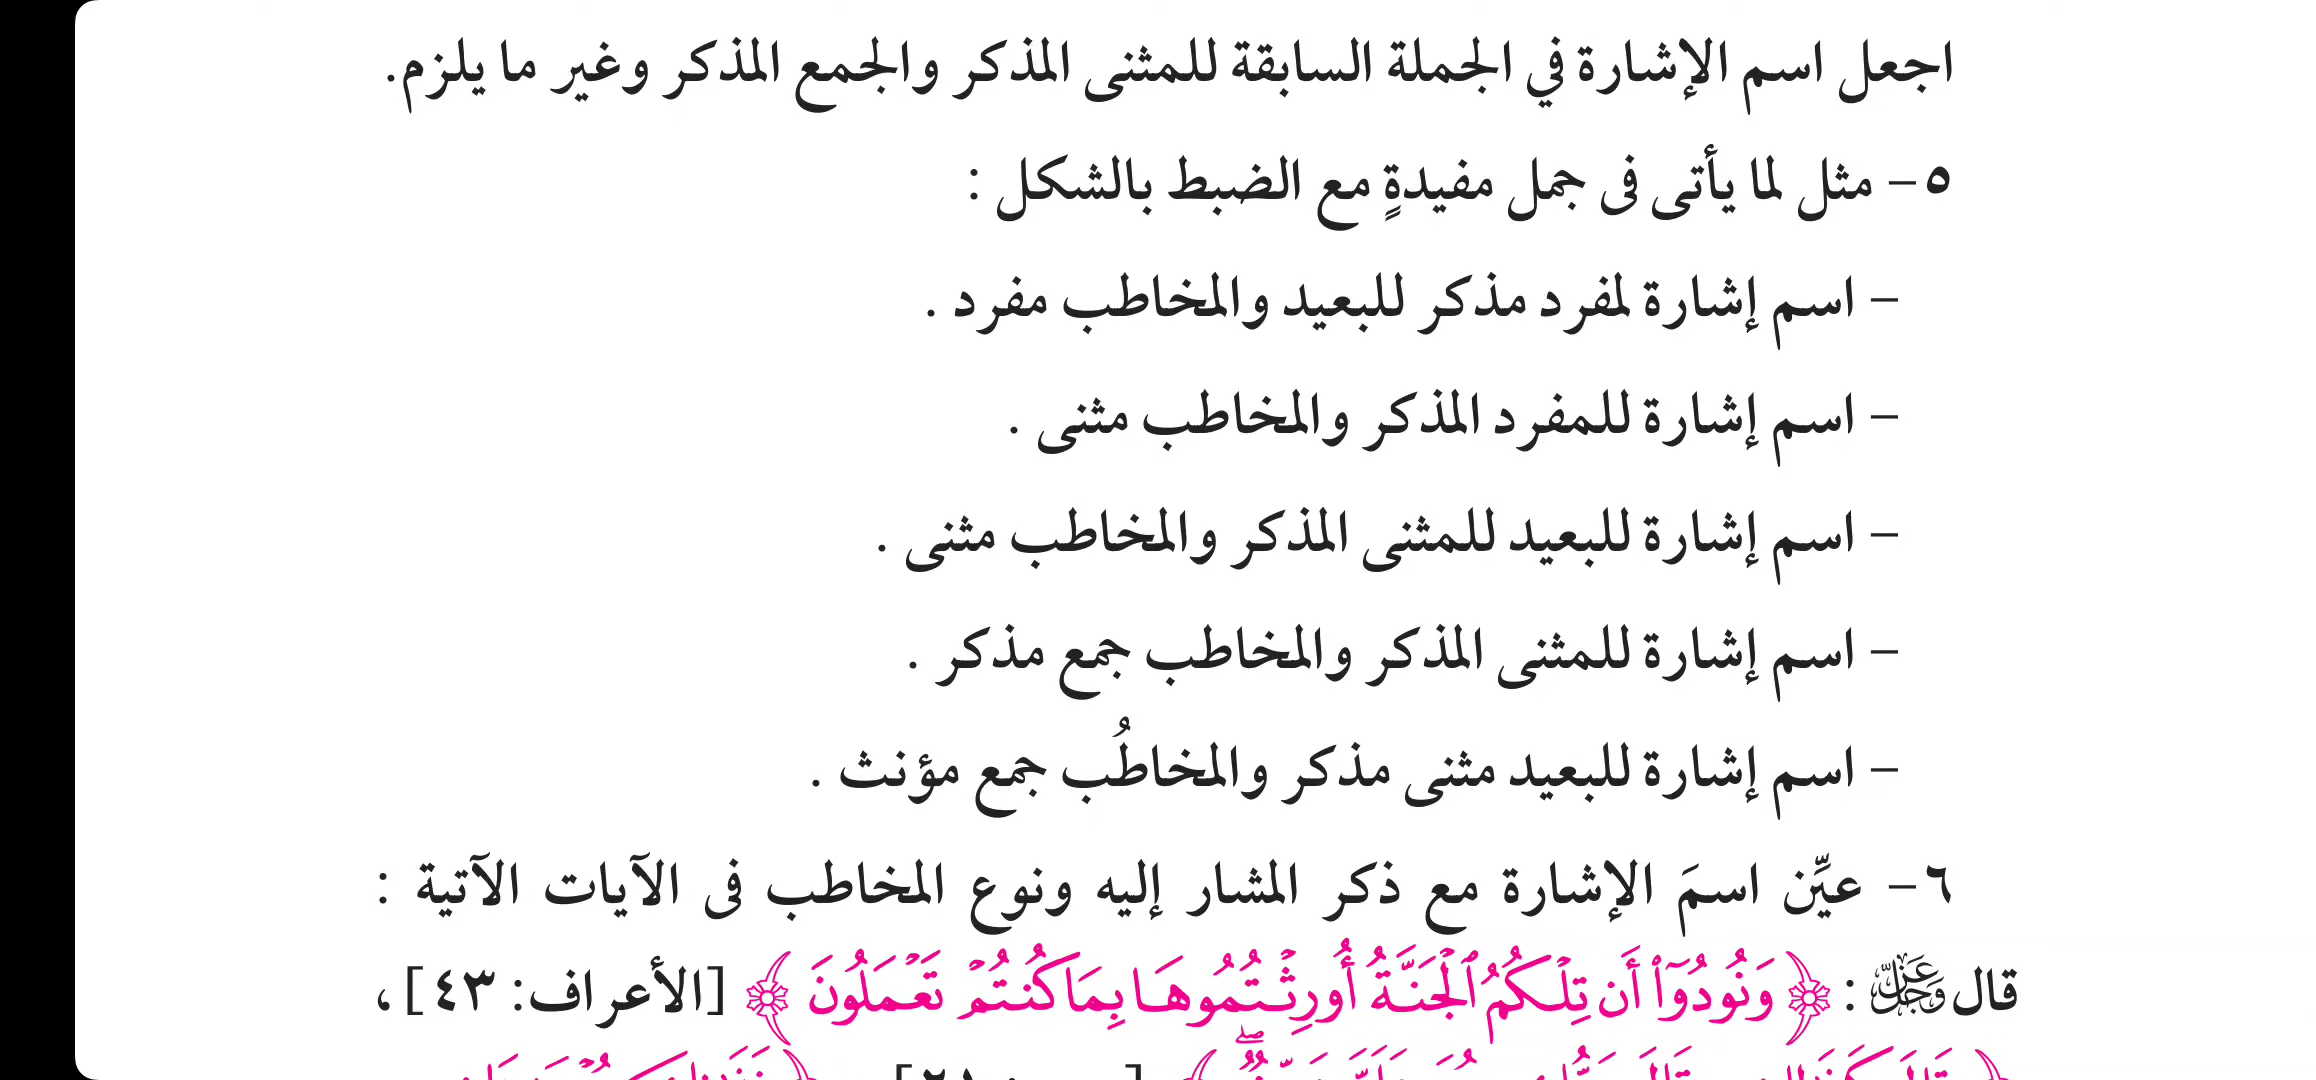 اجعل اسم الإشارة في الجملة السابقة للمثنى المذكر والجمع المذكر وغير ما يلزم.
٥- مثل لما يأتى فى جمل مفيدةٍ مع الضبط بالشكل :
- اسم إشارة لمفرد مذكر للبعيد والمخاطب مفرد .
- اسم إشارة للمفرد المذكر والمخاطب مثنى .
- اسم إشارة للبعيد للمثنى المذكر والمخاطب مثنى .
- اسم إشارة للمثنى المذكر والمخاطب جمع مذكر .
- اسم إشارة للبعيد مثنى مذكر والمخاطُب جمع مؤنث .
٦- عيِّن اسمَ الإشارة مع ذكر المشار إليه ونوع المخاطب فى الآيات الآتية :
قال عَزَّ وَجَلَّ : ﴿وَنُودُوٓا۟ أَن تِلْكُمُ ٱلْجَنَّةُ أُورِثْتُمُوهَا بِمَا كُنتُمْ تَعْمَلُونَ﴾ [الأعراف: ٤٣]،